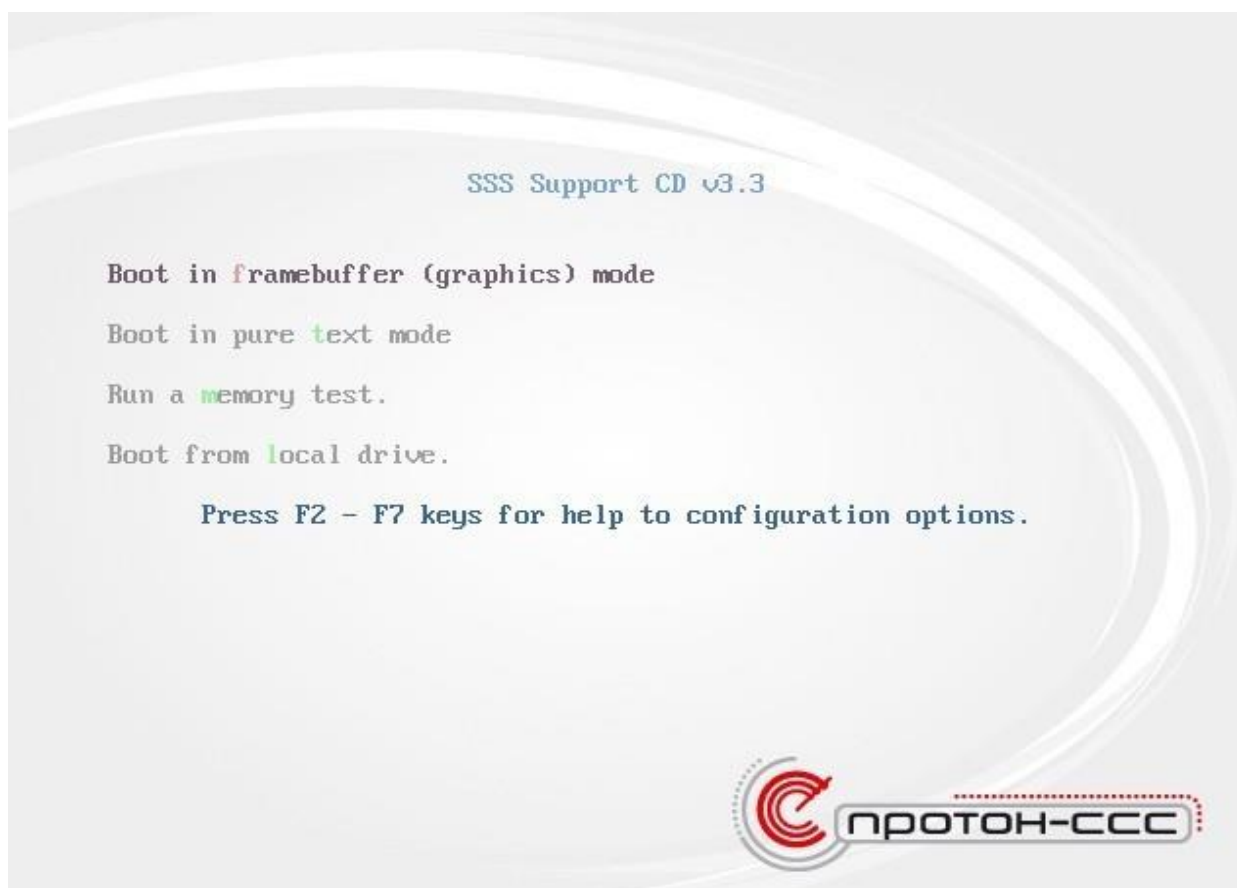 SSS Support CD v3.3
Boot in framebuffer (graphics) mode
Boot in pure text mode
Run a memory test.
Boot from local drive.
Press F2 - F7 keys for help to configuration options.
ПРОТОН-ССС